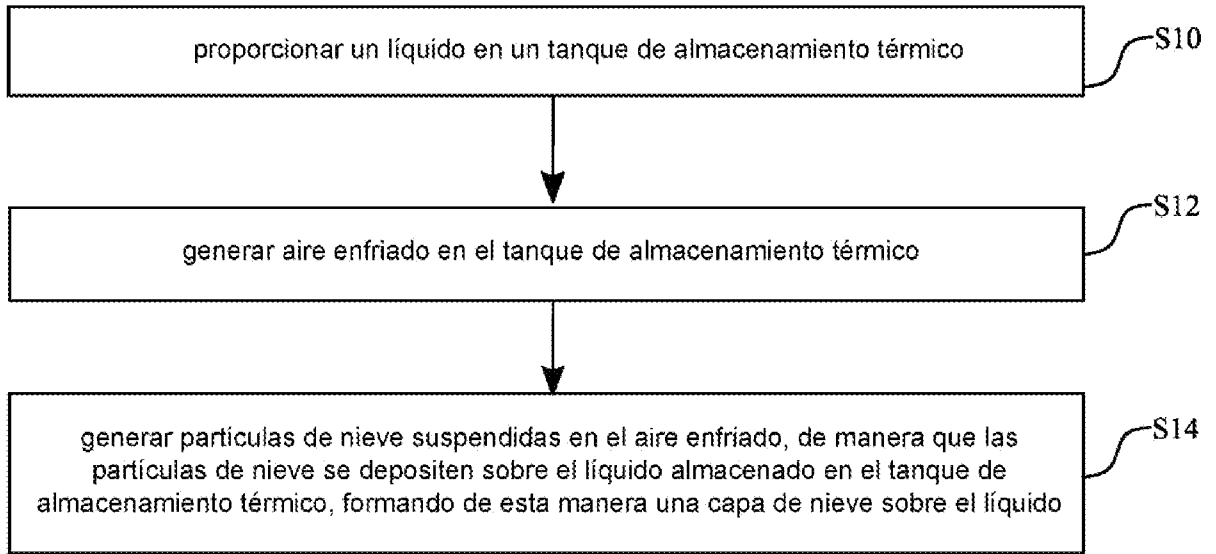 proporcionar un líquido en un tanque de almacenamiento térmico
S10
generar aire enfriado en el tanque de almacenamiento térmico
S12
generar partículas de nieve suspendidas en el aire enfriado, de manera que las
partículas de nieve se depositen sobre el líquido almacenado en el tanque de
almacenamiento térmico, formando de esta manera una capa de nieve sobre el líquido
S14